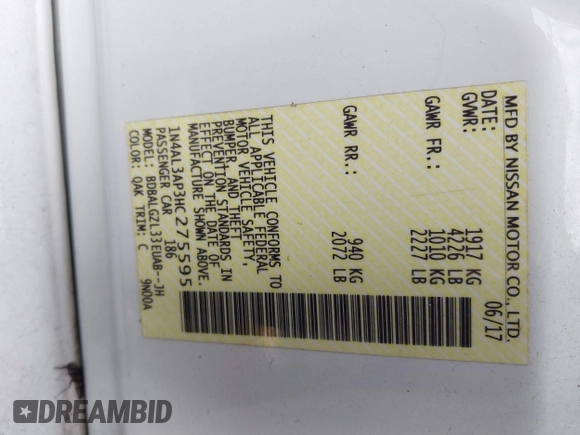 MFD BY NISSAN MOTOR CO., LTD.
DATE: 06/17
GVWR: 1917 KG
4226 LB
GAWR FR: 1010 KG
2227 LB
GAWR RR: 940 KG
2072 LB
THIS VEHICLE CONFORMS TO
ALL APPLICABLE FEDERAL
MOTOR VEHICLE SAFETY,
BUMPER, AND THEFT
PREVENTION STANDARDS IN
EFFECT ON THE DATE OF
MANUFACTURE SHOWN ABOVE.
1N4AL3AP3HC275595
PASSENGER CAR 186
MODEL: BDBALGZL33EUAB--JH
COLOR: QAK TRIM: C 9N00A
DREAMBID